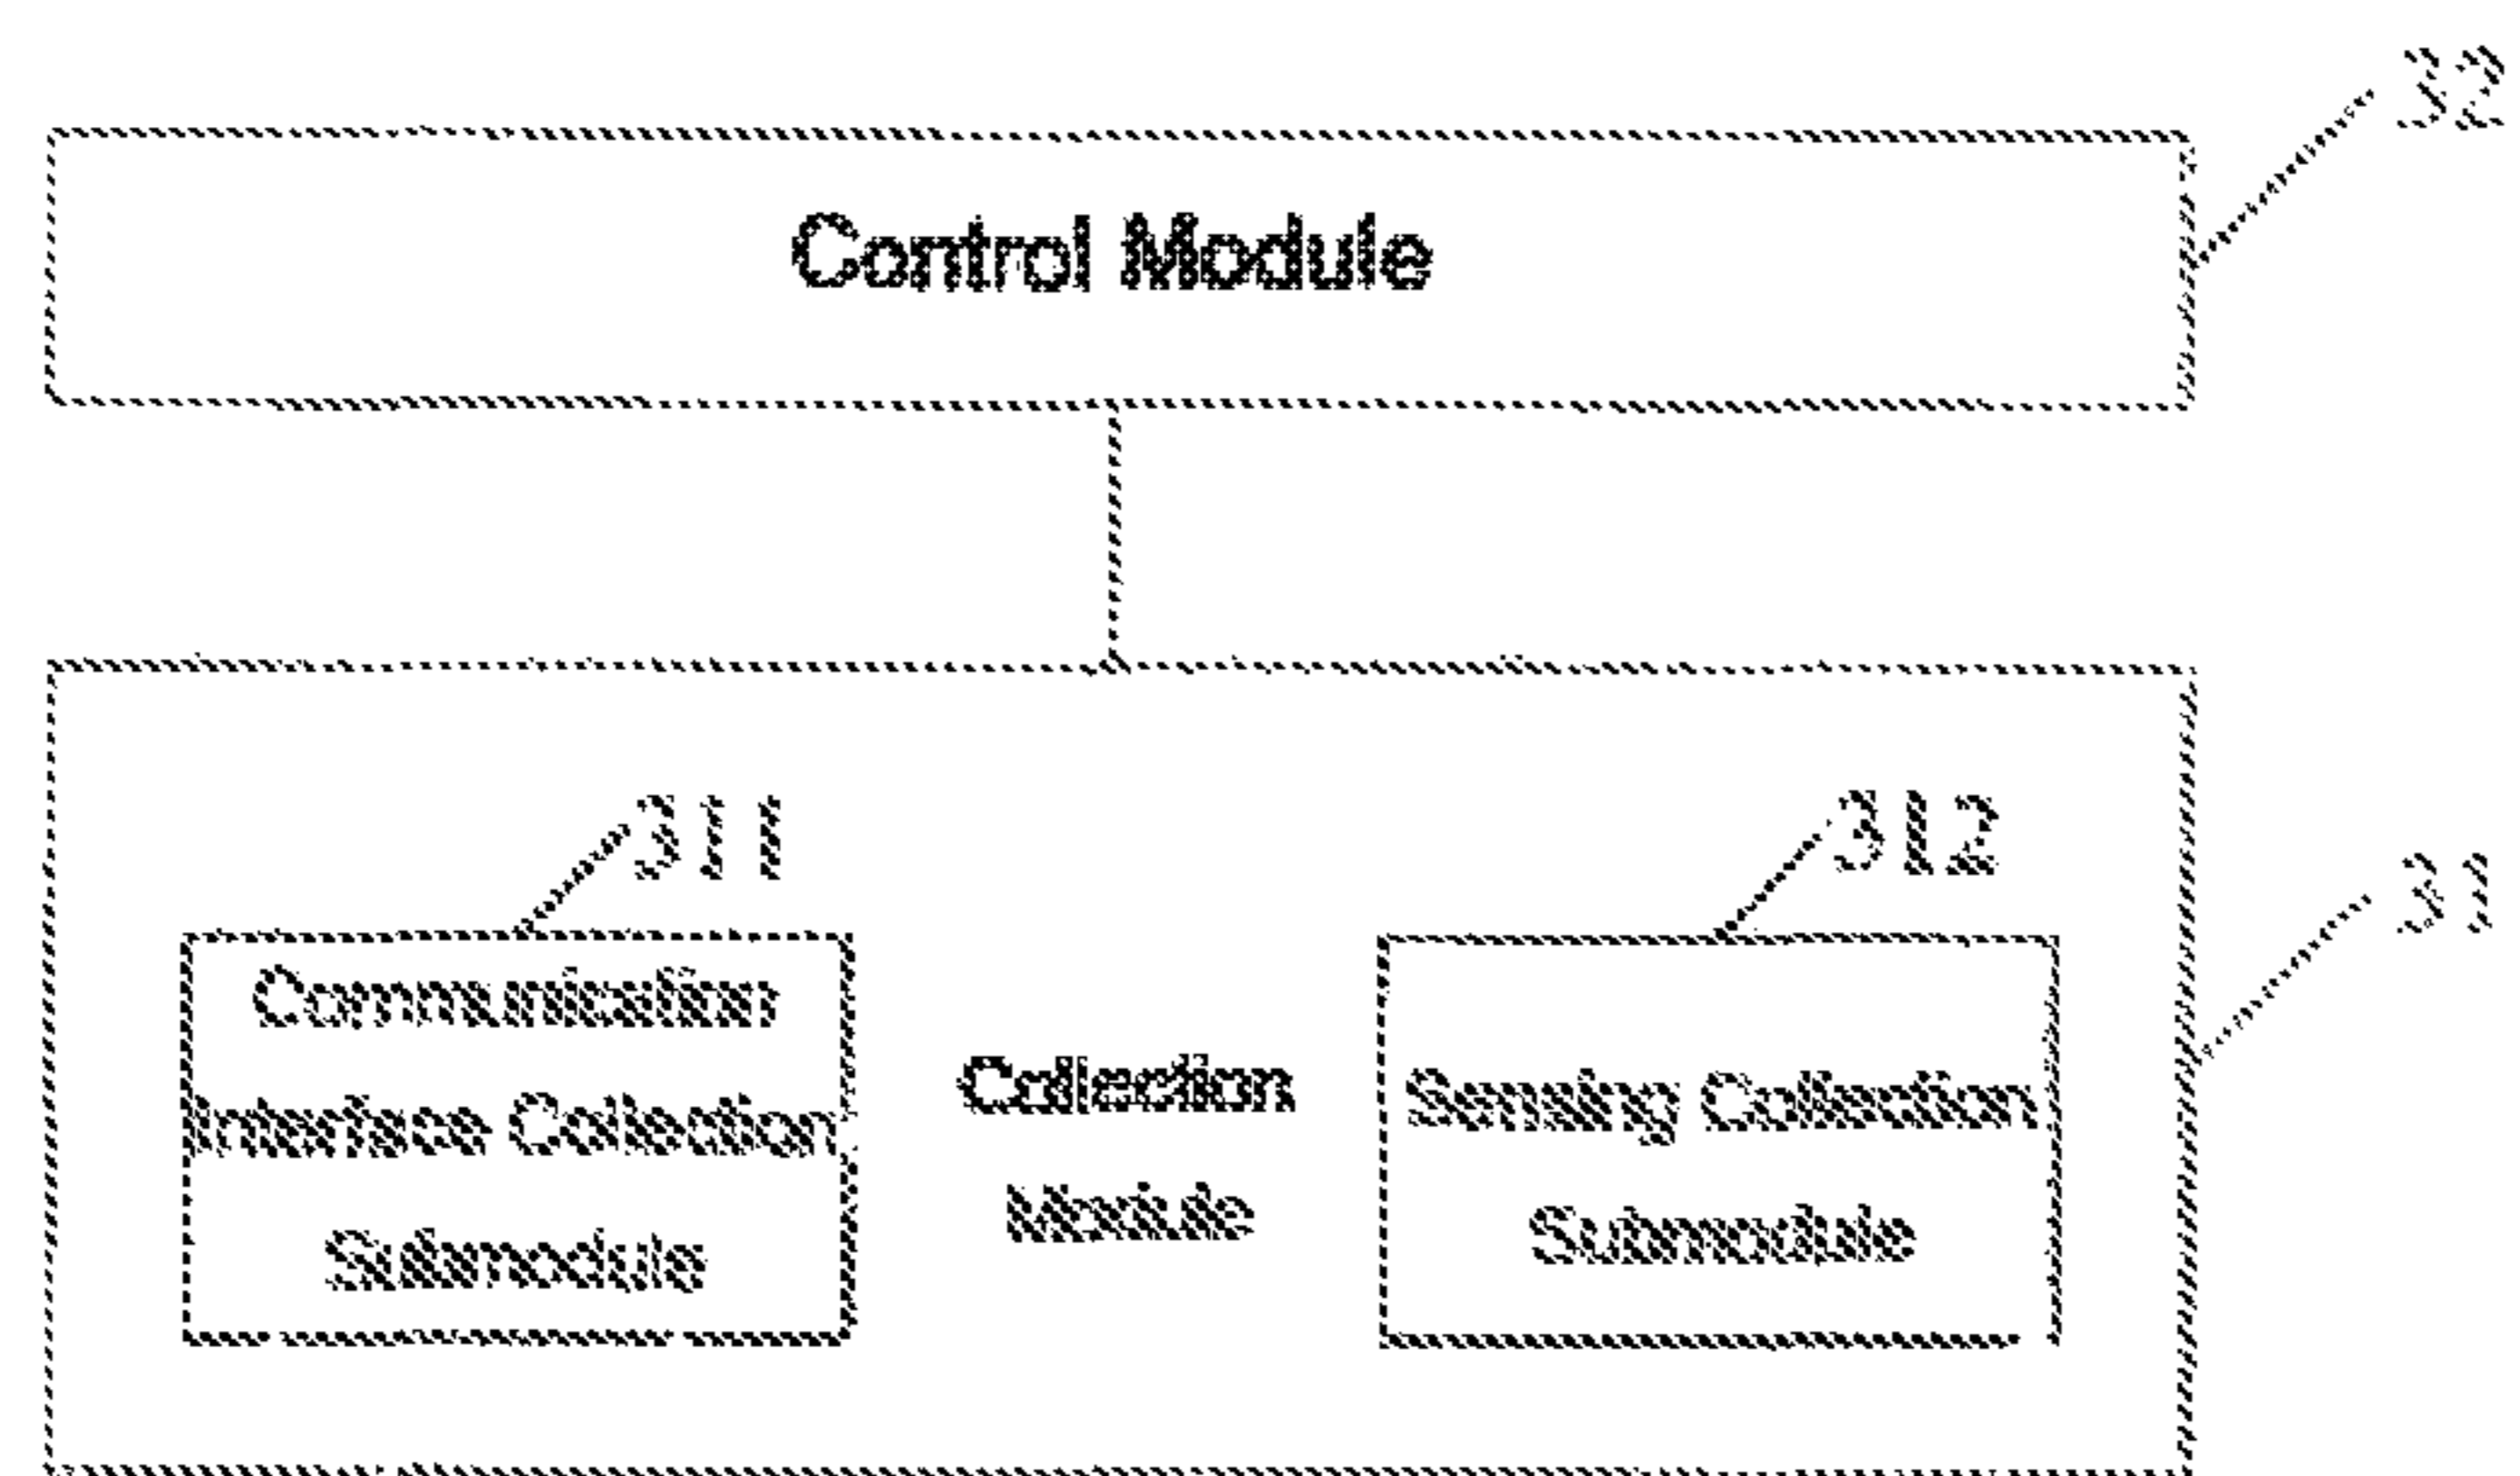 32
Control Module
311
312
31
Communication
Interface Collection
Submodule
Collection
Module
Sensing Collection
Submodule